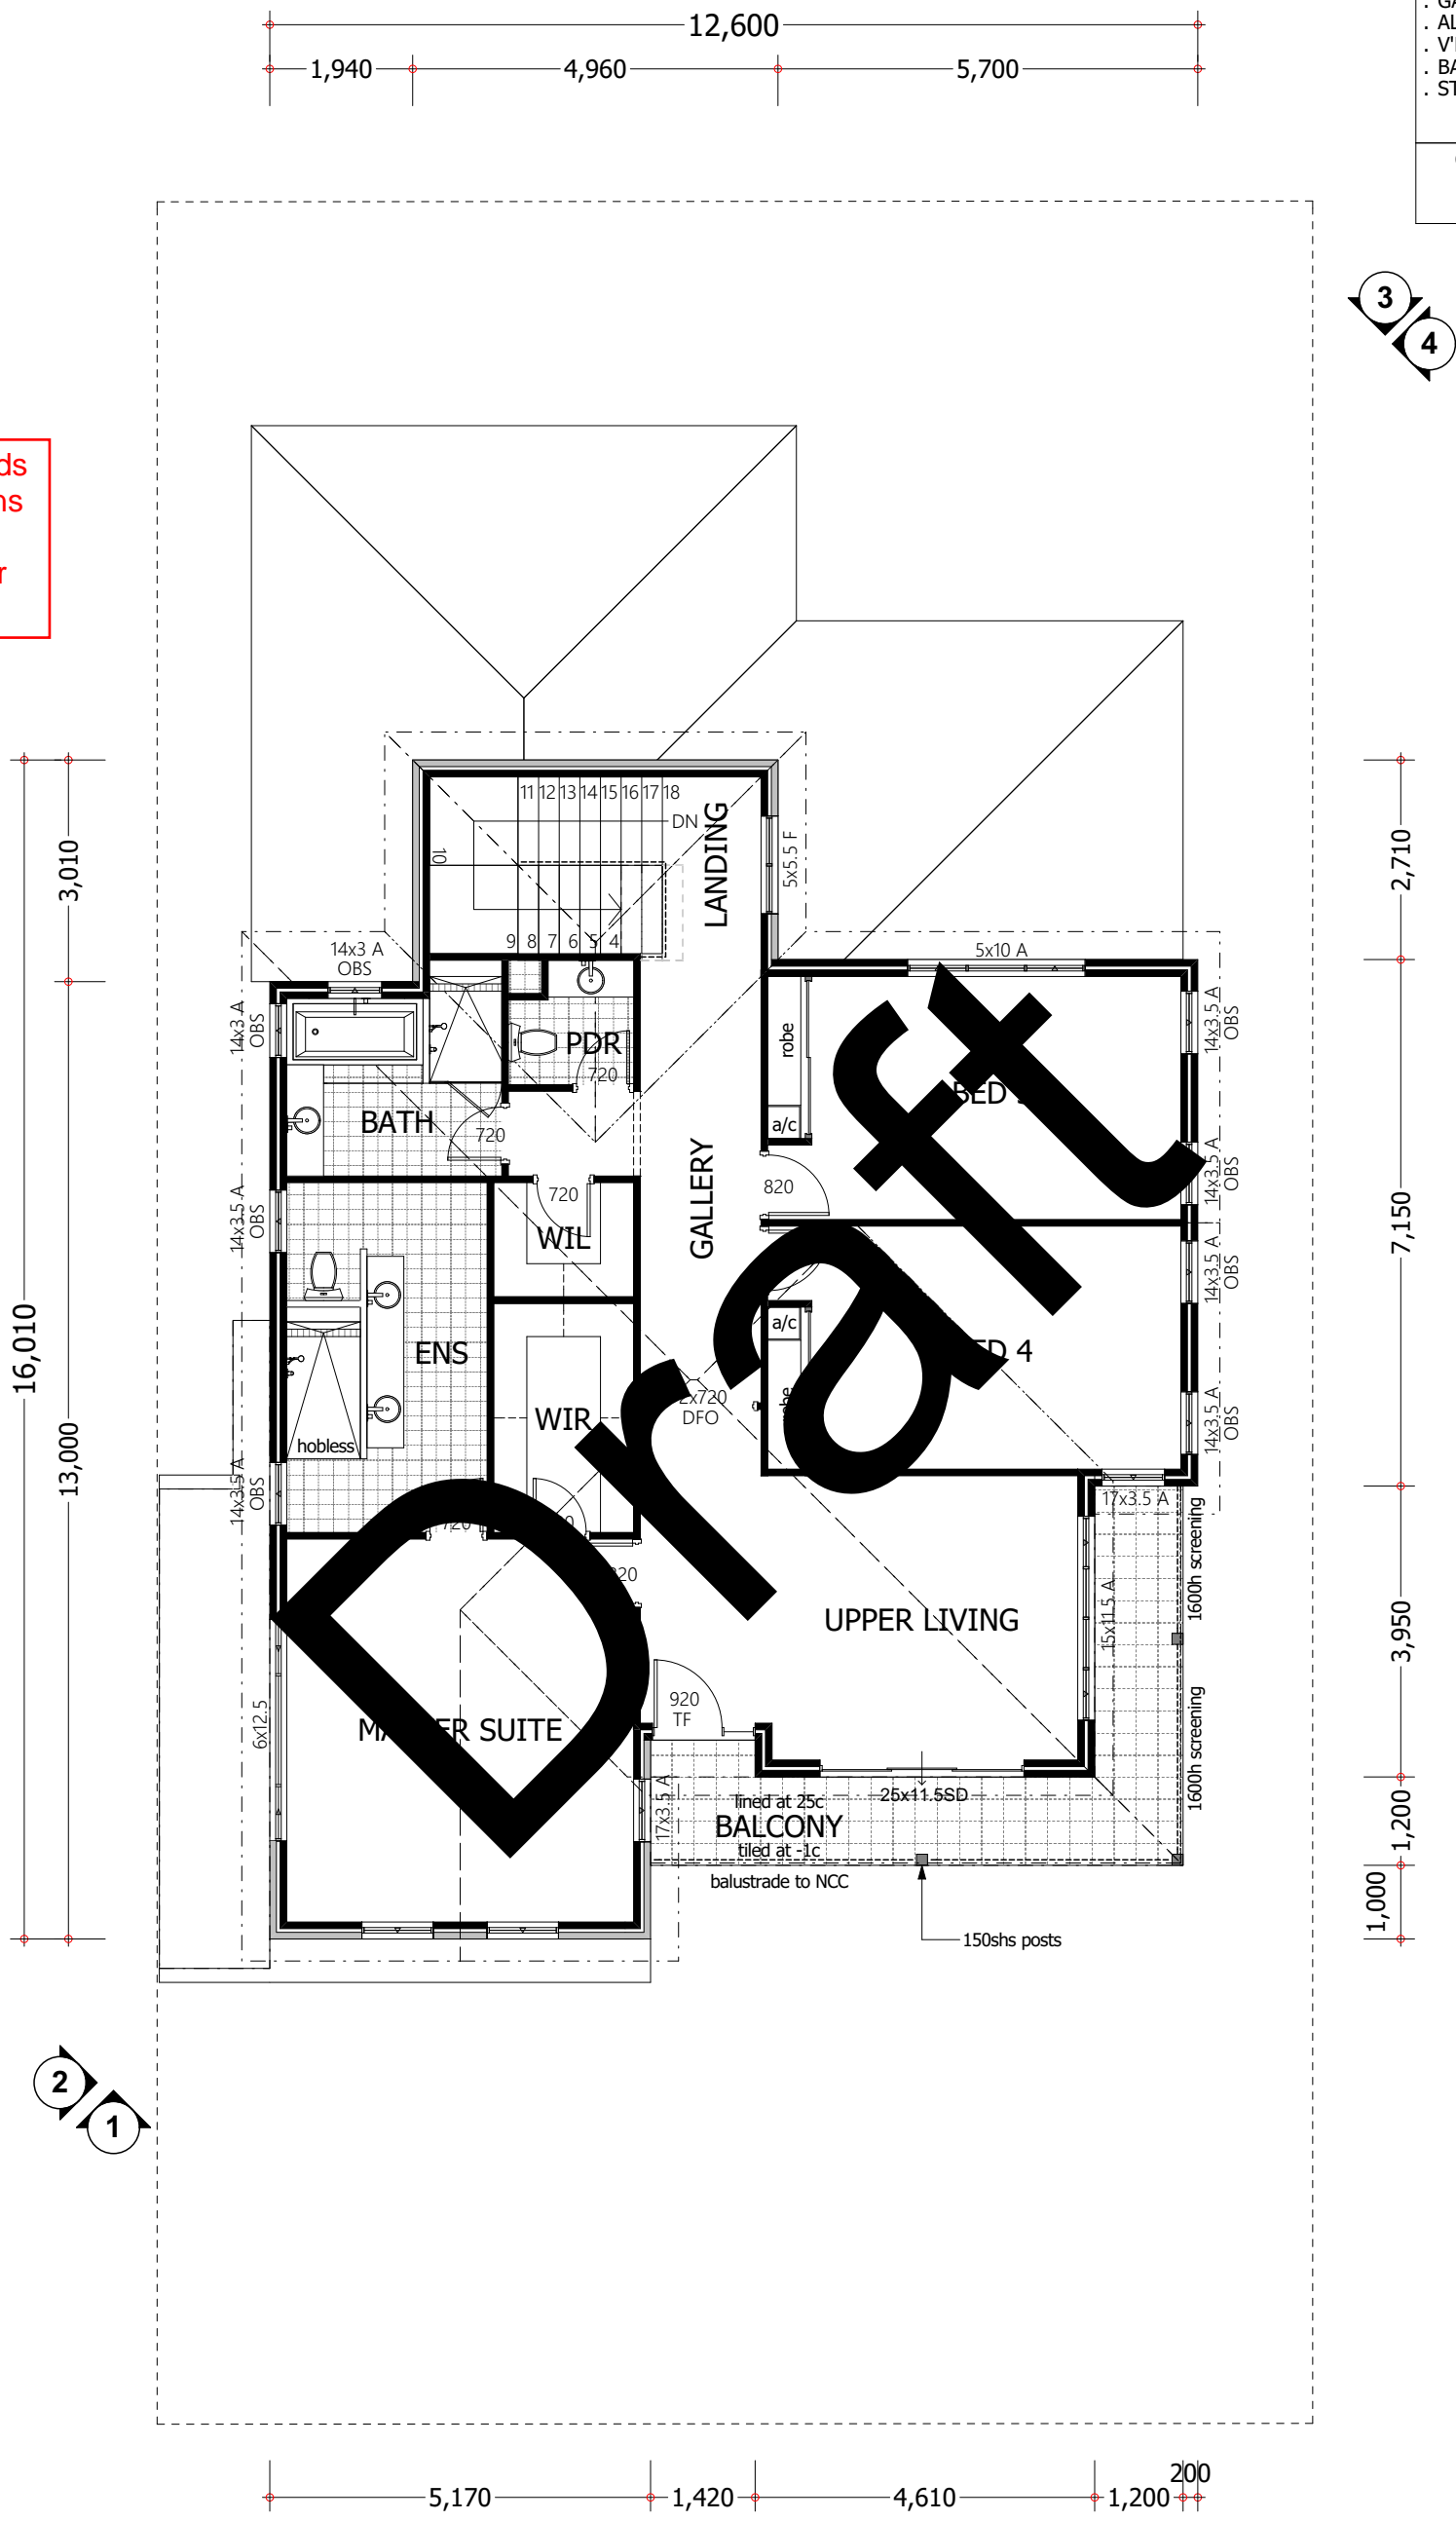 12,600
1,940
4,960
5,700
. V'
. ST
3
4
ds
r
3,010
16,010
13,000
2,710
7,150
3,950
1,200
1,000
11 12 13 14 15 16 17 18
DN
LANDING
10
9 8 7 6 5 4
5x5.5 F
14x3 A
OBS
5x10 A
14x3 A
OBS
14x3.5 A
OBS
robe
PDR
720
BED
a/c
BATH
720
GALLERY
14x3.5 A
OBS
14x3.5 A
OBS
720
820
WIL
14x3.5 A
OBS
a/c
ENS
BED 4
2x720
DFO
WIR
14x3.5 A
OBS
hobless
14x3.5 A
OBS
17x3.5 A
1600h screening
UPPER LIVING
15x11.5 A
920
TF
6x12.5
MASTER SUITE
1600h screening
17x3.5 A
25x11.5SD
lined at 25c
BALCONY
tiled at -1c
balustrade to NCC
150shs posts
Draft
2
1
5,170
1,420
4,610
1,200
200